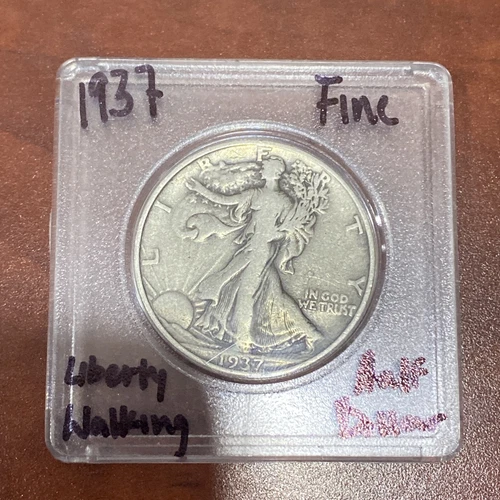 1937 Fine
LIBERTY
IN GOD
WE TRUST
1937
Liberty Half
Walking Dollar